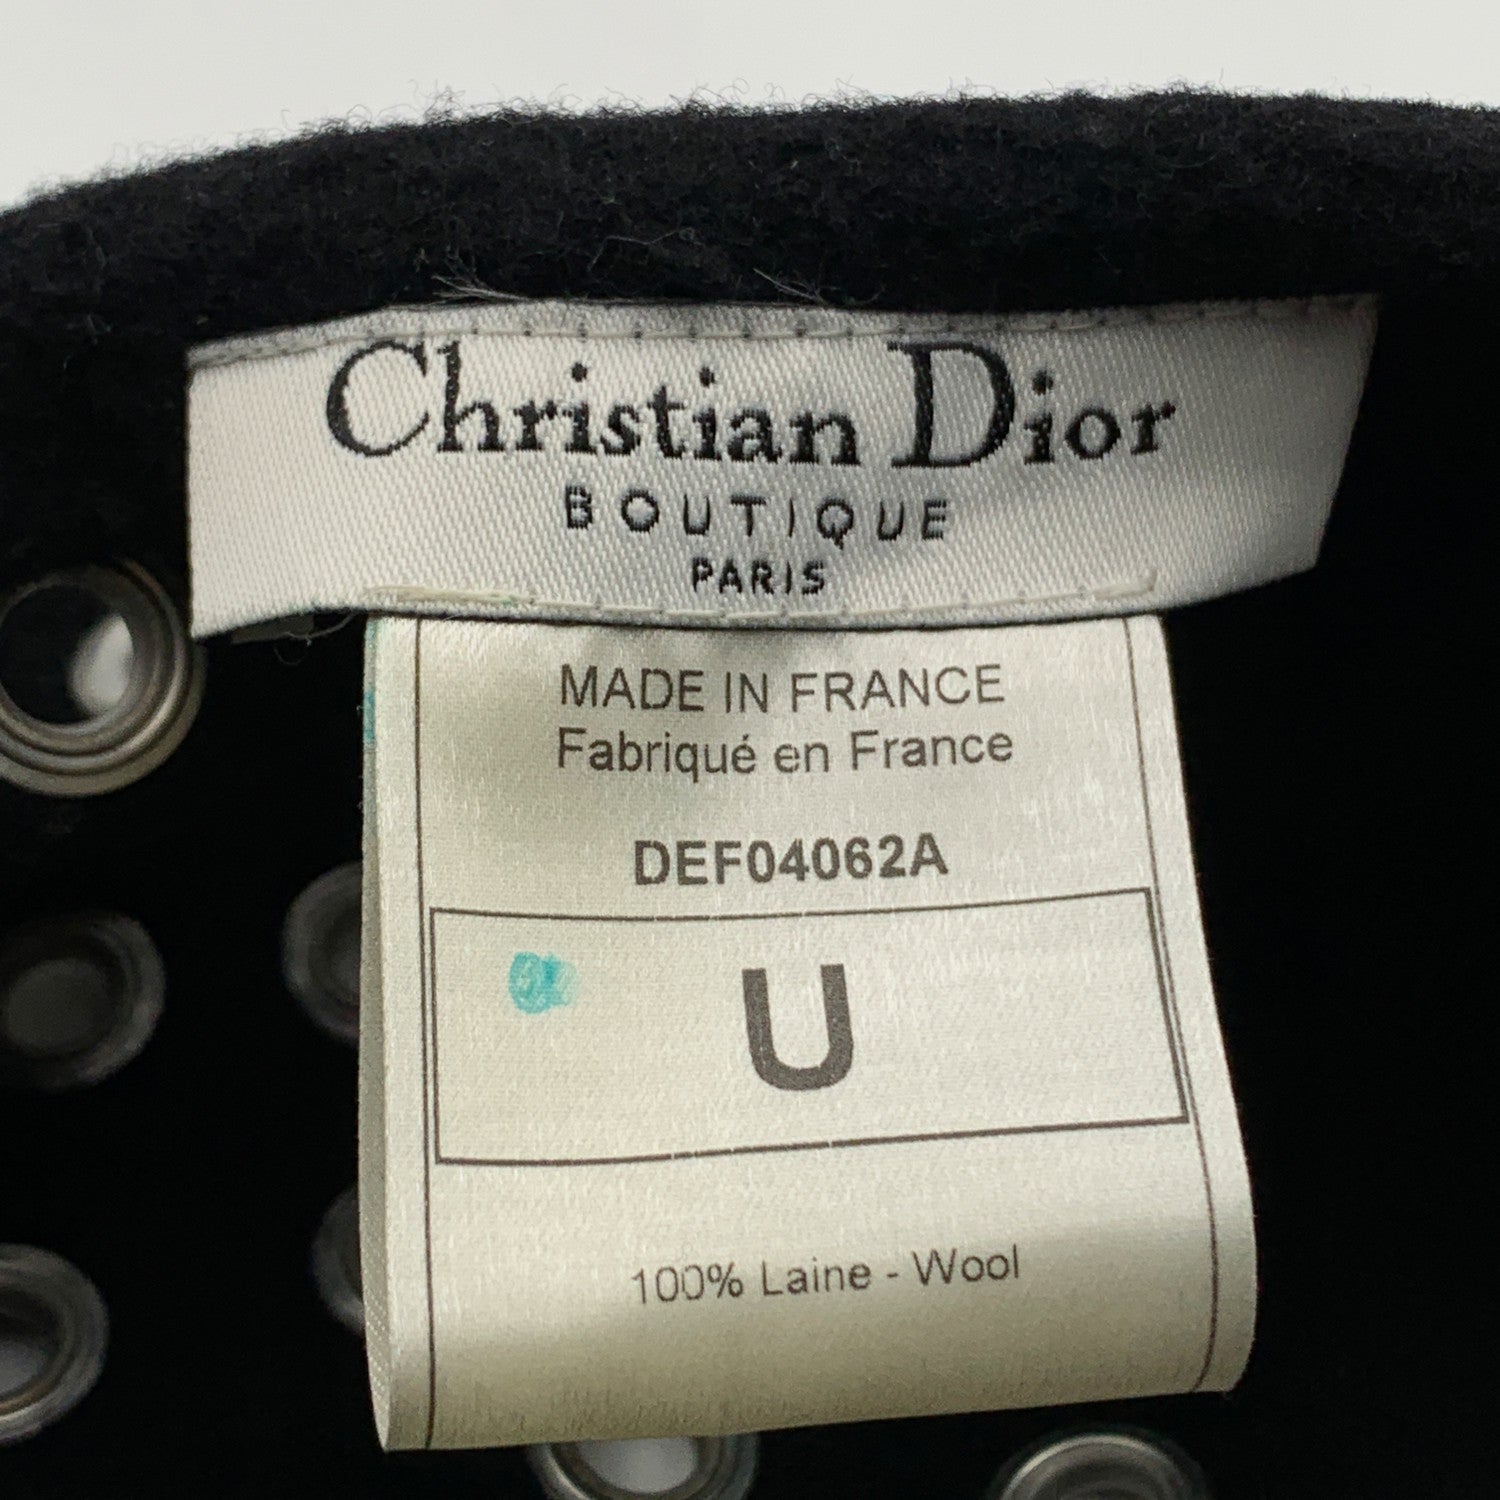 Christian Dior
BOUTIQUE
PARIS
MADE IN FRANCE
Fabriqué en France
DEF04062A
U
100% Laine - Wool